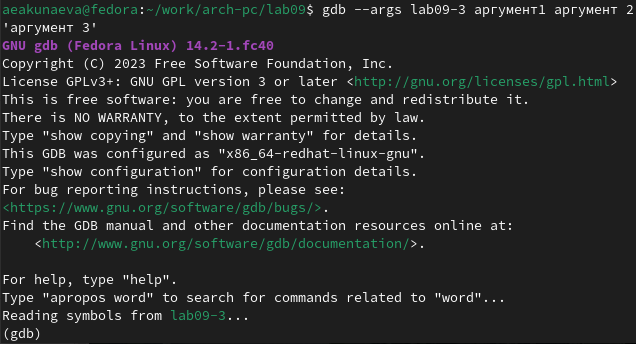 aeakunaeva@fedora:~/work/arch-pc/lab09$ gdb --args lab09-3 аргумент1 аргумент 2
'аргумент 3'
GNU gdb (Fedora Linux) 14.2-1.fc40
Copyright (C) 2023 Free Software Foundation, Inc.
License GPLv3+: GNU GPL version 3 or later <http://gnu.org/licenses/gpl.html>
This is free software: you are free to change and redistribute it.
There is NO WARRANTY, to the extent permitted by law.
Type "show copying" and "show warranty" for details.
This GDB was configured as "x86_64-redhat-linux-gnu".
Type "show configuration" for configuration details.
For bug reporting instructions, please see:
<https://www.gnu.org/software/gdb/bugs/>.
Find the GDB manual and other documentation resources online at:
    <http://www.gnu.org/software/gdb/documentation/>.

For help, type "help".
Type "apropos word" to search for commands related to "word"...
Reading symbols from lab09-3...
(gdb)